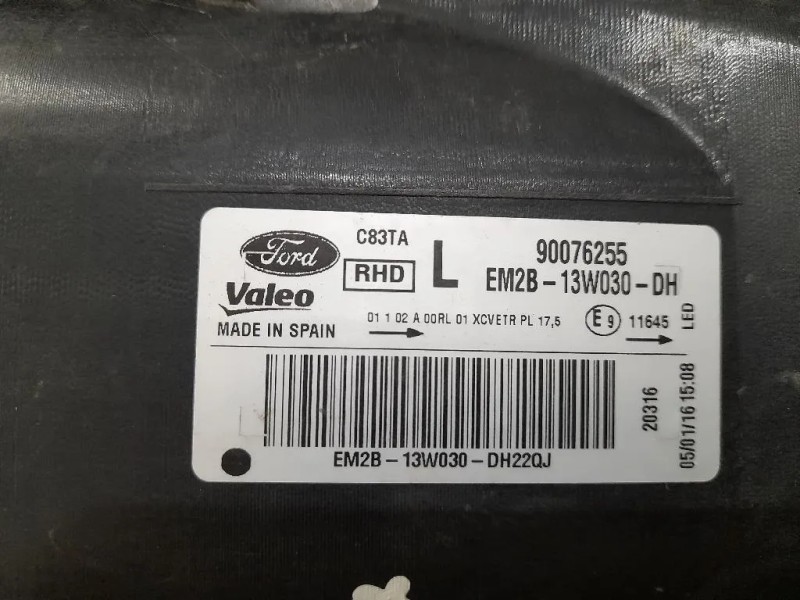 Ford
C83TA
RHD
L
90076255
EM2B-13W030-DH
Valeo
MADE IN SPAIN
01 1 02 A 00RL 01 XCVETR PL 17,5
E9
11645
LED
20316
05/01/16 15:08
EM2B-13W030-DH22QJ